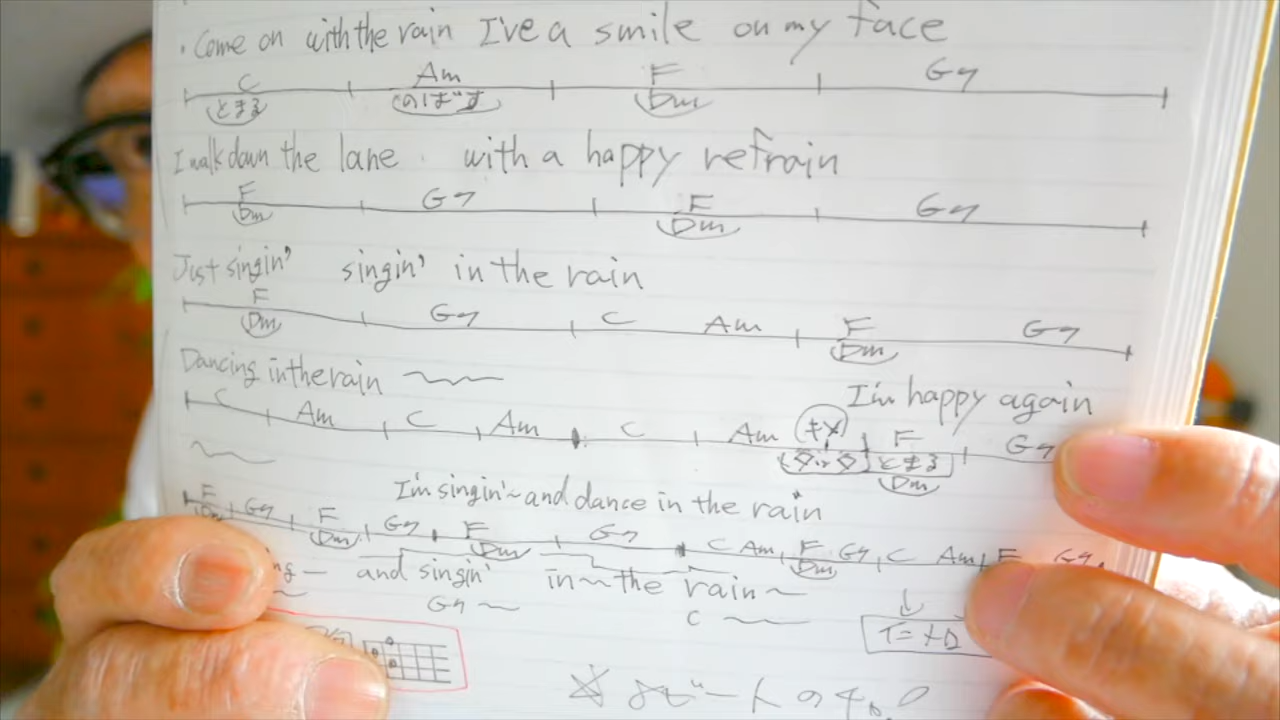 ・Come on with the rain I've a smile on my face
C Am F G7
とまる のばす Dm
I walk down the lane with a happy refrain
F G7 F G7
Dm Dm
Just singin' singin' in the rain
F G7 C Am F G7
Dm Dm
Dancing in the rain I'm happy again
C Am C Am C Am F G7
とまる
Dm
I'm singin'~and dance in the rain
F G7 F G7 F G7 C Am F G7 C Am F G7
Dm Dm Dm
and singin' in~the rain~
G7 C